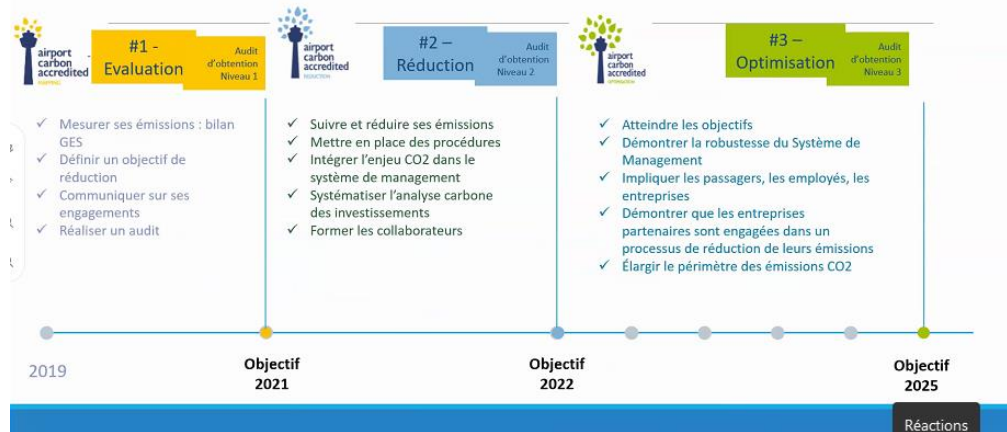 airport
carbon
accredited
MAPPING
#1 -
Evaluation
Audit
d'obtention
Niveau 1
airport
carbon
accredited
REDUCTION
#2 –
Réduction
Audit
d'obtention
Niveau 2
airport
carbon
accredited
OPTIMISATION
#3 –
Optimisation
Audit
d'obtention
Niveau 3
✓ Mesurer ses émissions : bilan
GES
✓ Définir un objectif de
réduction
✓ Communiquer sur ses
engagements
✓ Réaliser un audit
✓ Suivre et réduire ses émissions
✓ Mettre en place des procédures
✓ Intégrer l'enjeu CO2 dans le
système de management
✓ Systématiser l'analyse carbone
des investissements
✓ Former les collaborateurs
✓ Atteindre les objectifs
✓ Démontrer la robustesse du Système de
Management
✓ Impliquer les passagers, les employés, les
entreprises
✓ Démontrer que les entreprises
partenaires sont engagées dans un
processus de réduction de leurs émissions
✓ Élargir le périmètre des émissions CO2
2019
Objectif
2021
Objectif
2022
Objectif
2025
Réactions